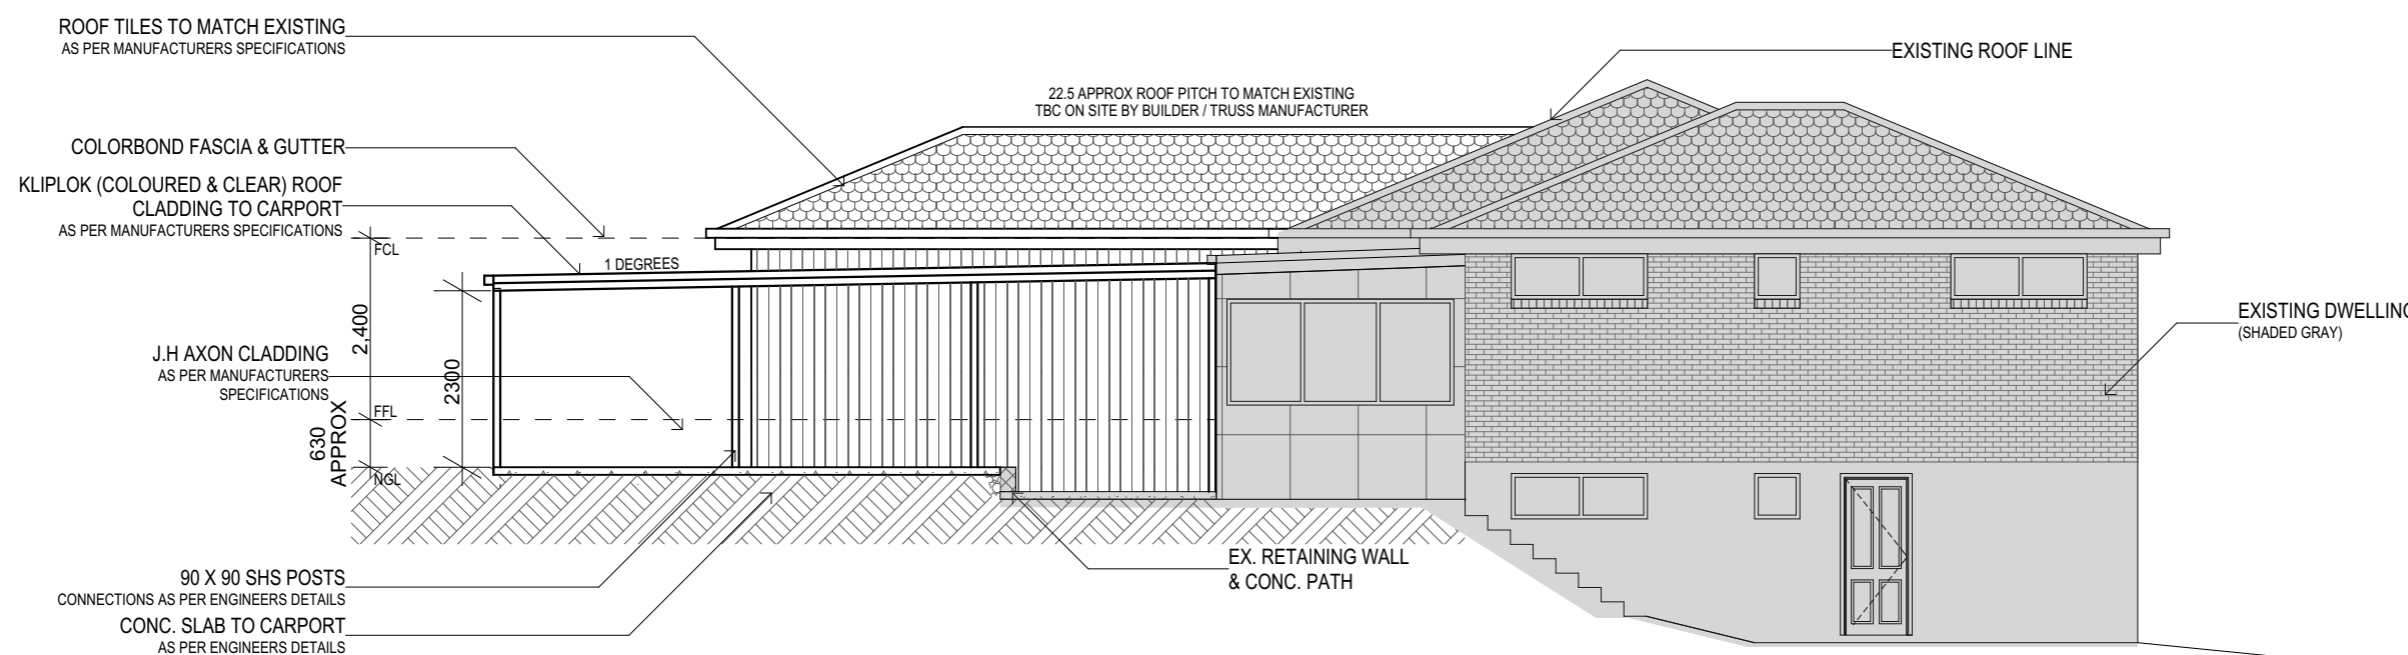 ROOF TILES TO MATCH EXISTING
AS PER MANUFACTURERS SPECIFICATIONS
EXISTING ROOF LINE
22.5 APPROX ROOF PITCH TO MATCH EXISTING
TBC ON SITE BY BUILDER / TRUSS MANUFACTURER
COLORBOND FASCIA & GUTTER
KLIPLOK (COLOURED & CLEAR) ROOF
CLADDING TO CARPORT
AS PER MANUFACTURERS SPECIFICATIONS
FCL
1 DEGREES
2,400
2300
J.H AXON CLADDING
AS PER MANUFACTURERS
SPECIFICATIONS
EXISTING DWELLING
(SHADED GRAY)
FFL
630
APPROX
NGL
90 X 90 SHS POSTS
CONNECTIONS AS PER ENGINEERS DETAILS
CONC. SLAB TO CARPORT
AS PER ENGINEERS DETAILS
EX. RETAINING WALL
& CONC. PATH